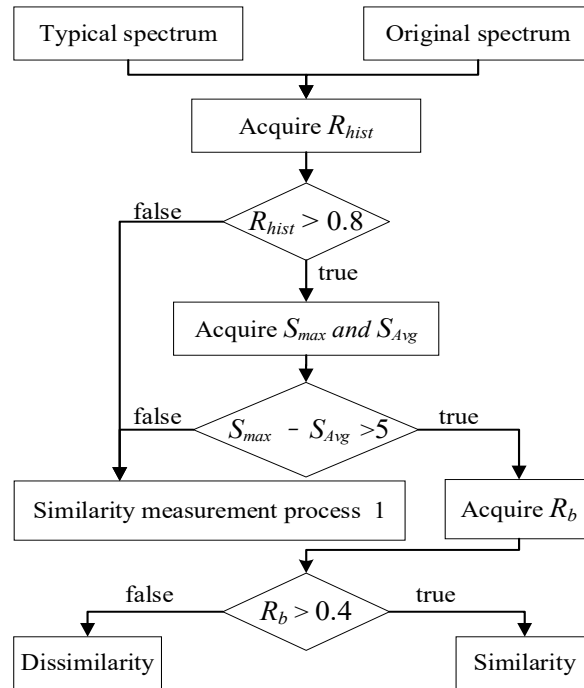 Typical spectrum
Original spectrum
Acquire R_hist
false
R_hist > 0.8
true
Acquire S_max and S_Avg
false
S_max - S_Avg >5
true
Similarity measurement process 1
Acquire R_b
false
R_b > 0.4
true
Dissimilarity
Similarity